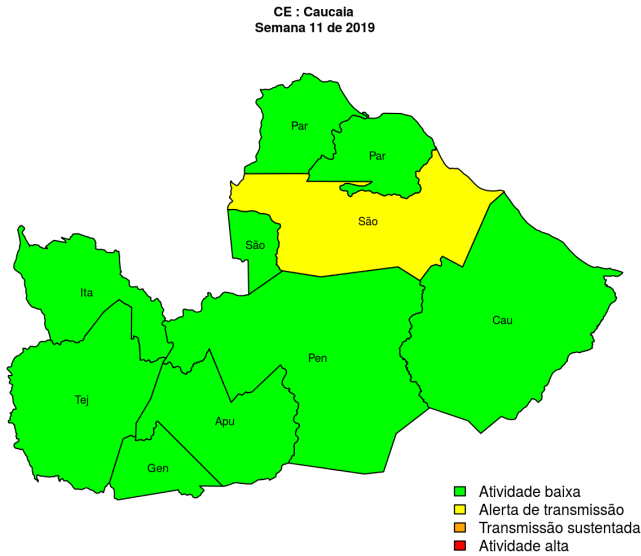 CE : Caucaia
Semana 11 de 2019
Par
Par
São
São
Ita
Cau
Pen
Tej
Apu
Gen
Atividade baixa
Alerta de transmissão
Transmissão sustentada
Atividade alta